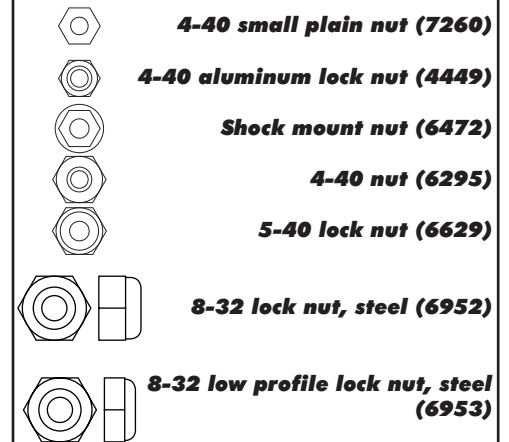 4-40 small plain nut (7260)
4-40 aluminum lock nut (4449)
Shock mount nut (6472)
4-40 nut (6295)
5-40 lock nut (6629)
8-32 lock nut, steel (6952)
8-32 low profile lock nut, steel
(6953)